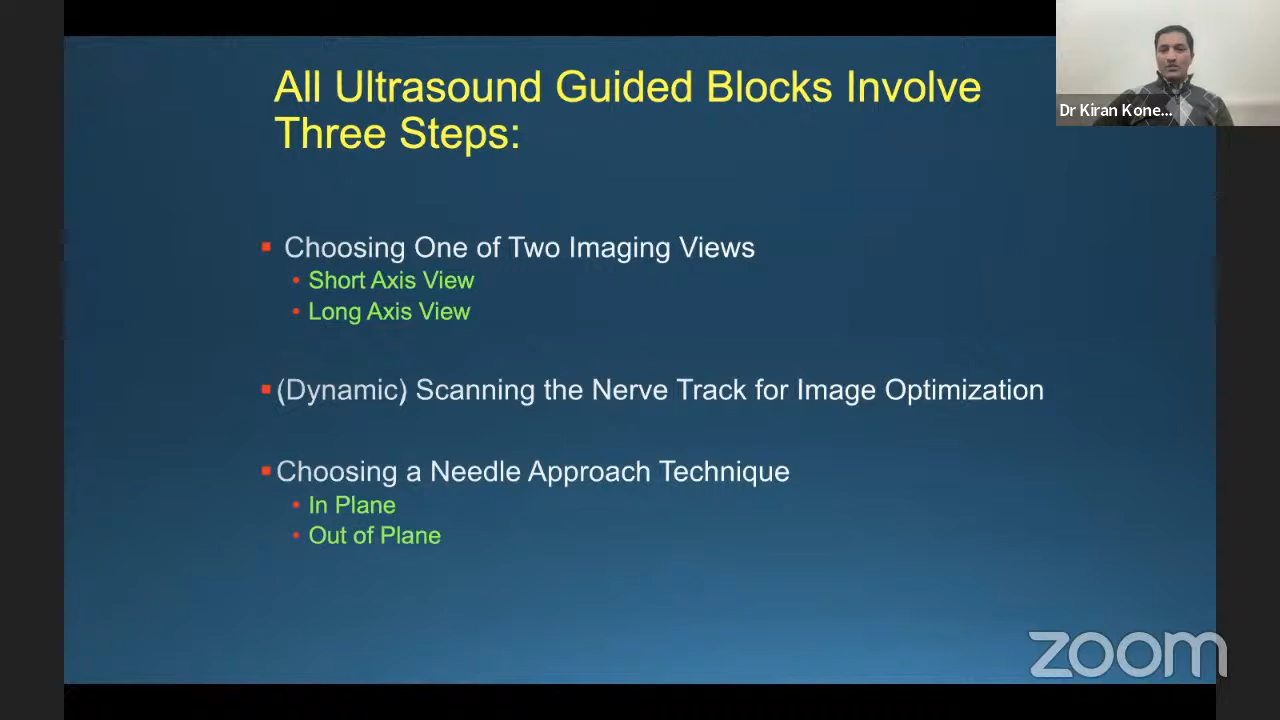 All Ultrasound Guided Blocks Involve
Three Steps:
Dr Kiran Kone...
Choosing One of Two Imaging Views
Short Axis View
Long Axis View
(Dynamic) Scanning the Nerve Track for Image Optimization
Choosing a Needle Approach Technique
In Plane
Out of Plane
zoom